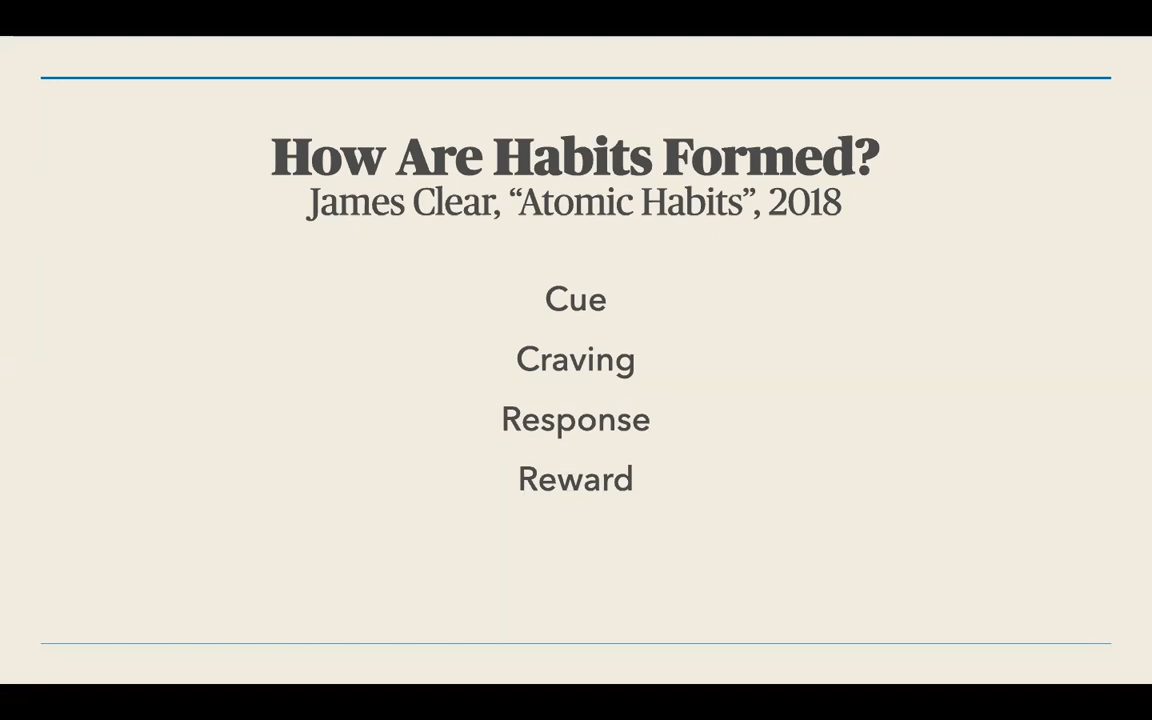 How Are Habits Formed?
James Clear, “Atomic Habits”, 2018
Cue
Craving
Response
Reward